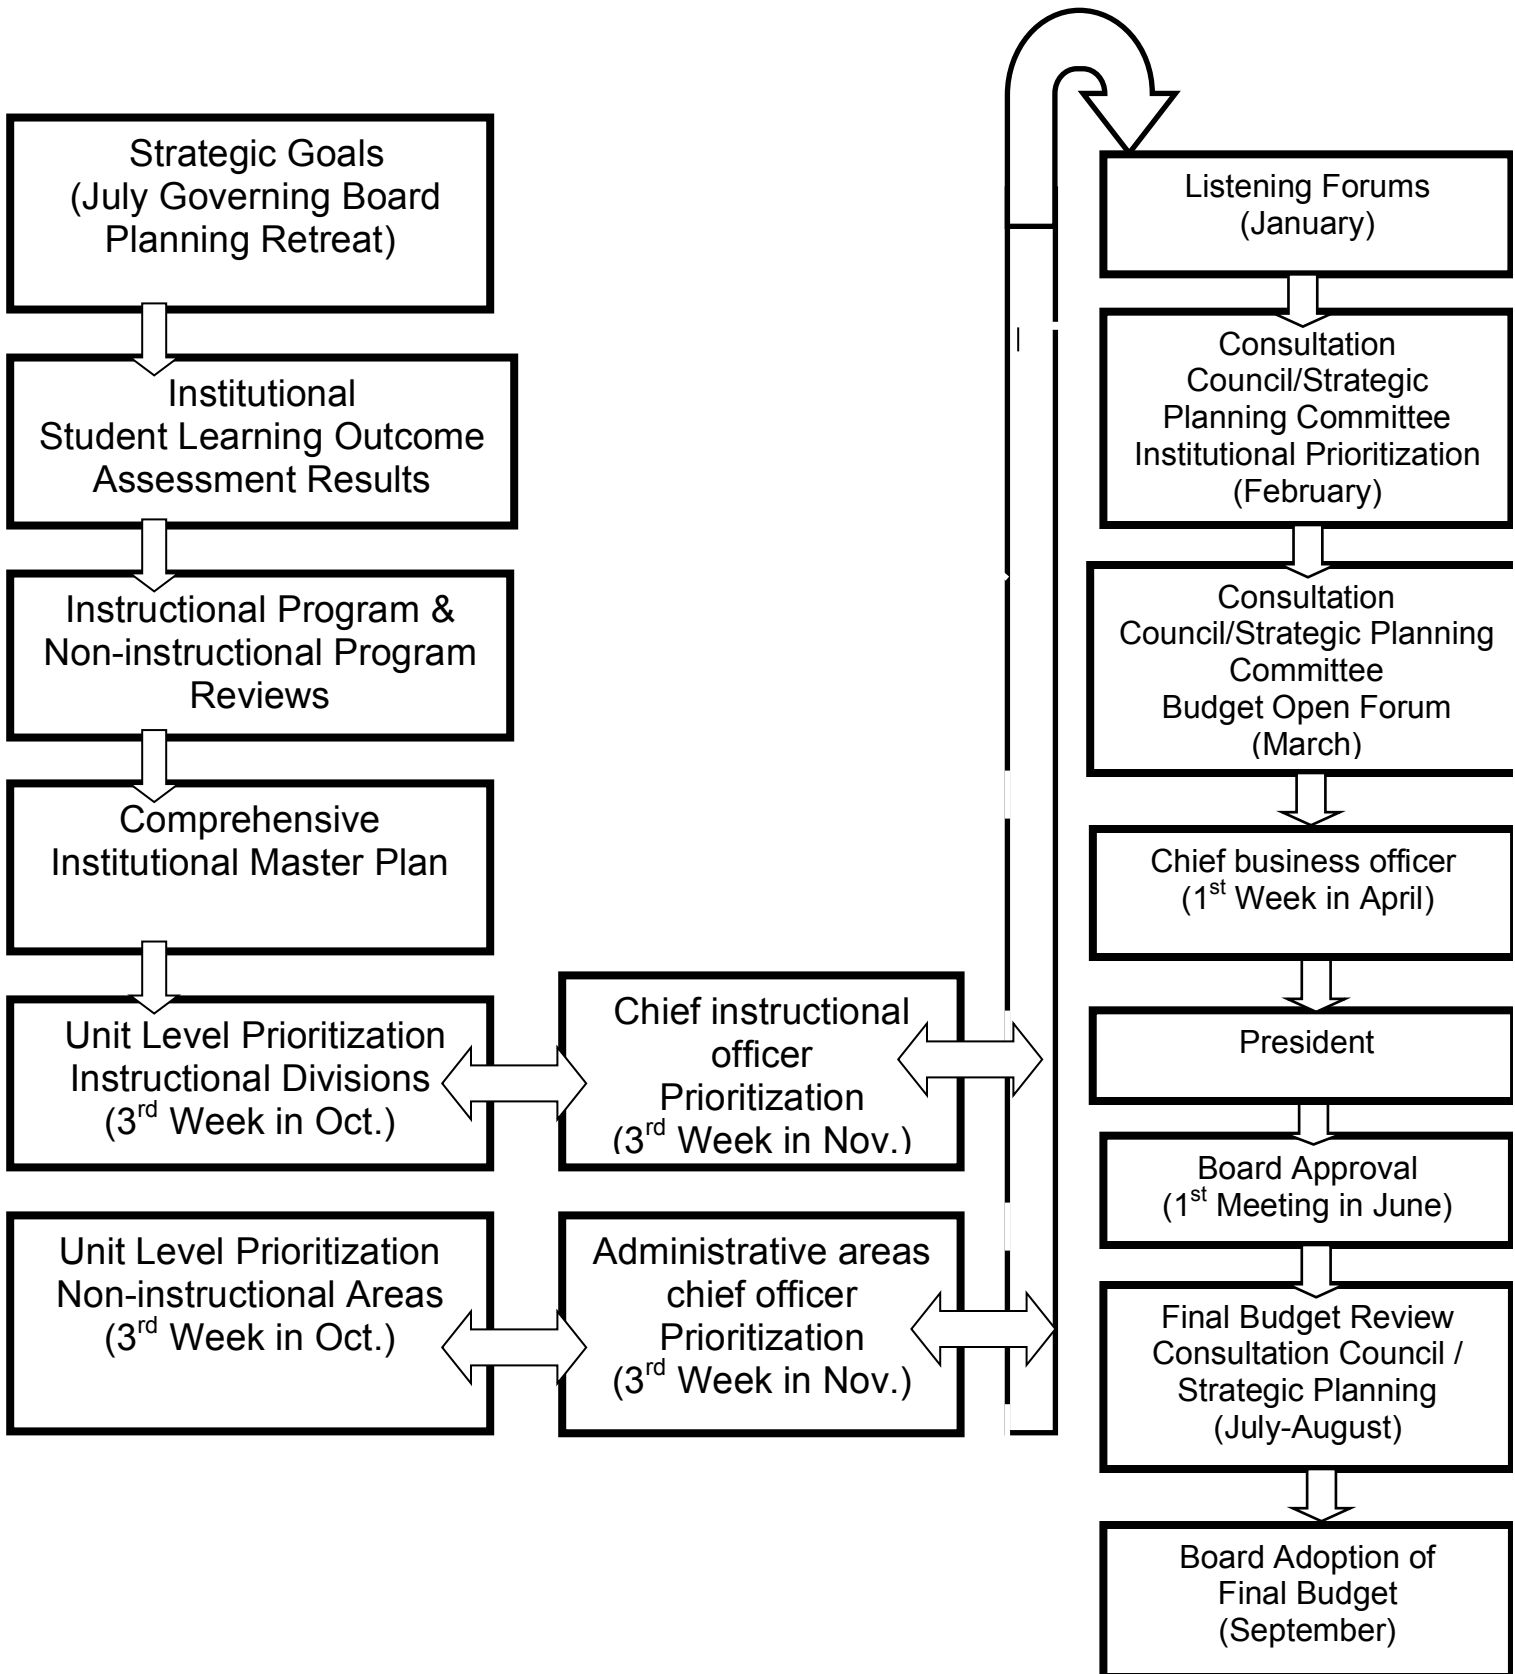 Strategic Goals
(July Governing Board
Planning Retreat)
Institutional
Student Learning Outcome
Assessment Results
Instructional Program &
Non-instructional Program
Reviews
Comprehensive
Institutional Master Plan
Unit Level Prioritization
Instructional Divisions
(3rd Week in Oct.)
Chief instructional
officer
Prioritization
(3rd Week in Nov.)
Unit Level Prioritization
Non-instructional Areas
(3rd Week in Oct.)
Administrative areas
chief officer
Prioritization
(3rd Week in Nov.)
Listening Forums
(January)
Consultation
Council/Strategic
Planning Committee
Institutional Prioritization
(February)
Consultation
Council/Strategic Planning
Committee
Budget Open Forum
(March)
Chief business officer
(1st Week in April)
President
Board Approval
(1st Meeting in June)
Final Budget Review
Consultation Council /
Strategic Planning
(July-August)
Board Adoption of
Final Budget
(September)